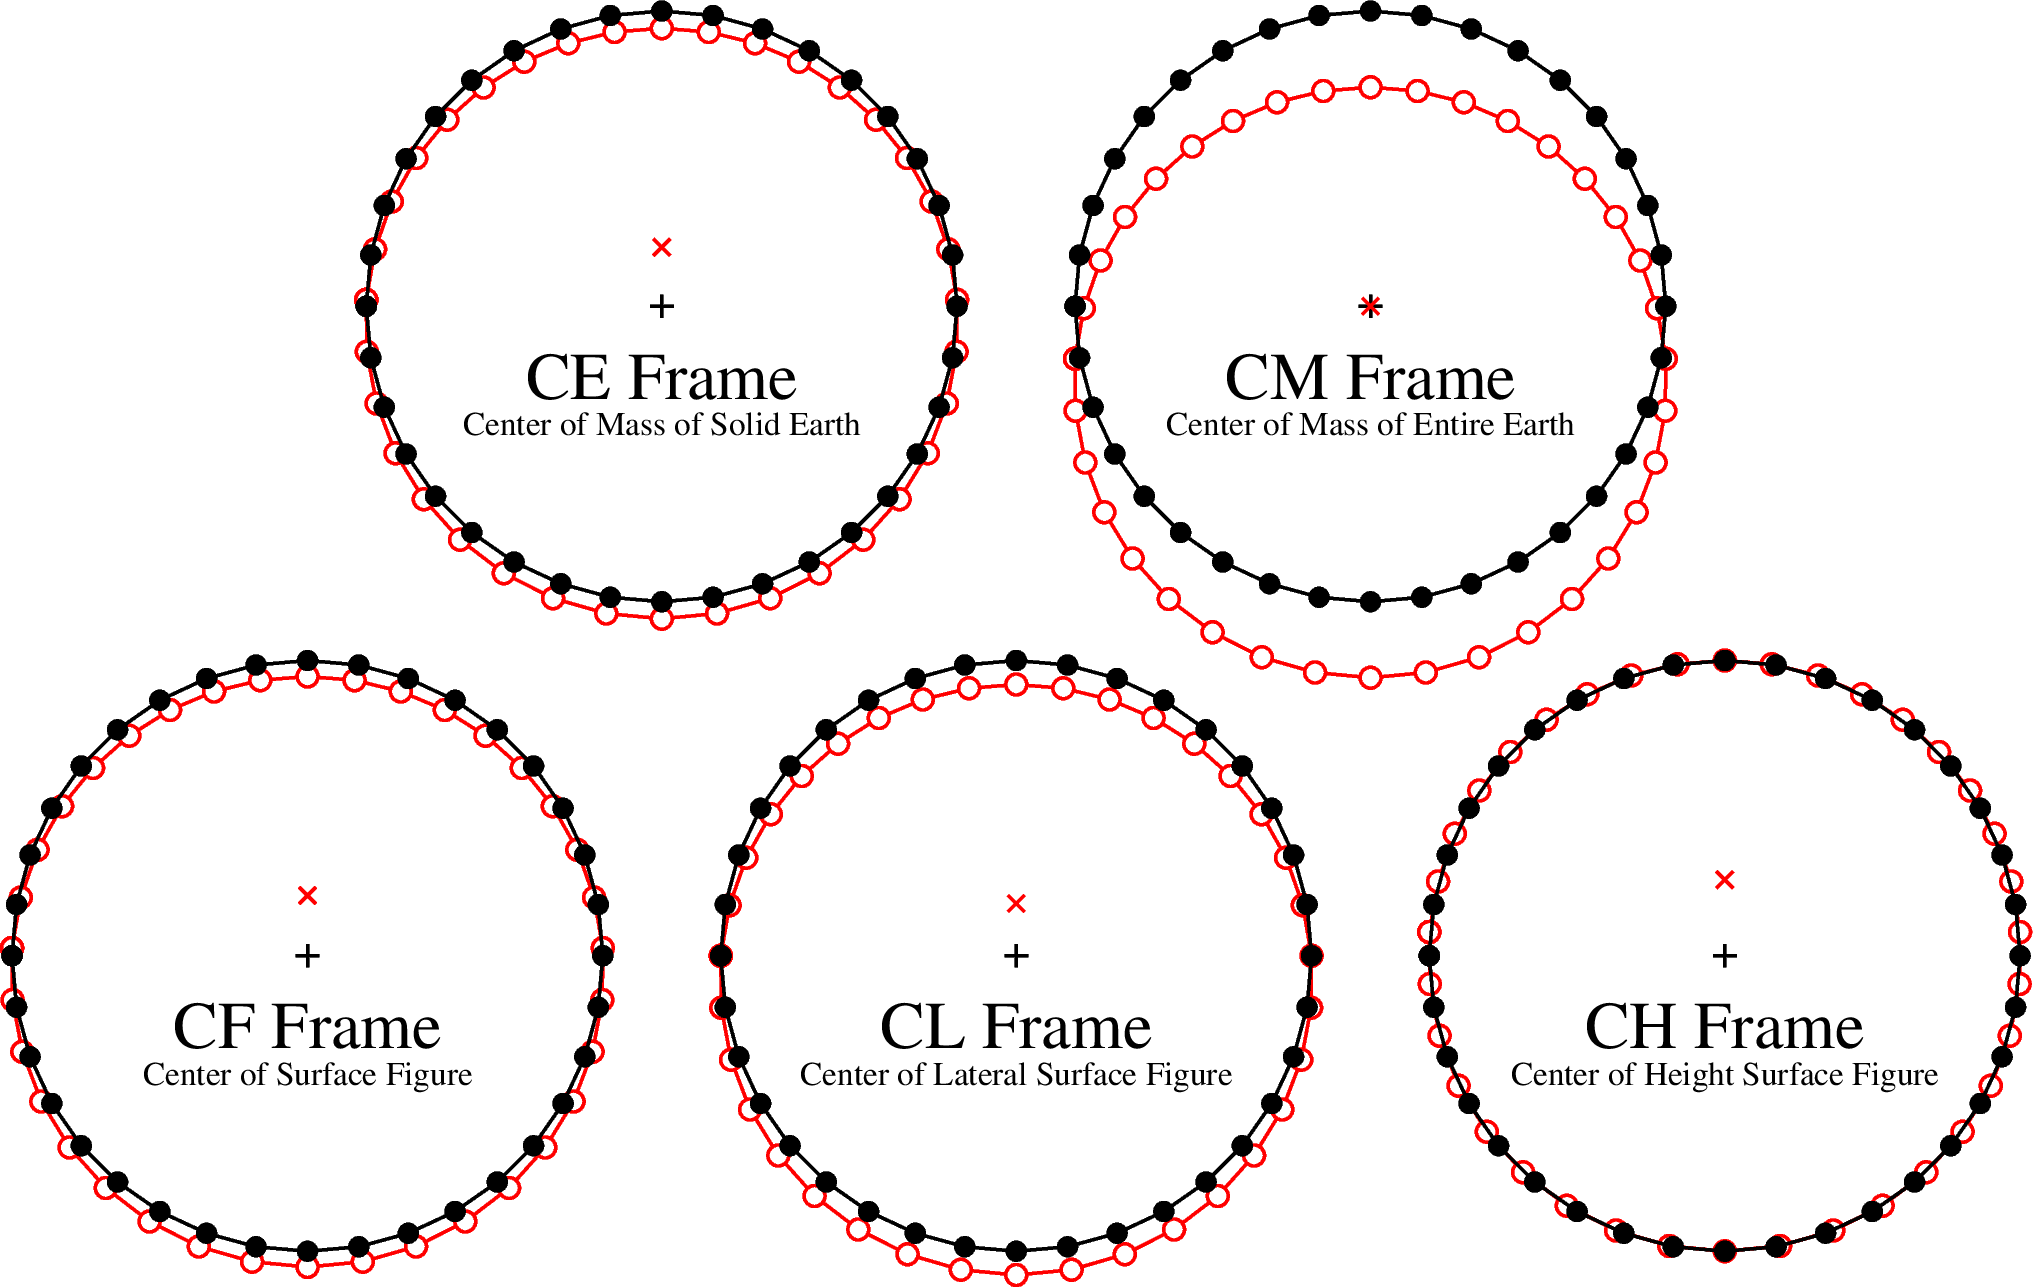 CE Frame
Center of Mass of Solid Earth
CM Frame
Center of Mass of Entire Earth
CF Frame
Center of Surface Figure
CL Frame
Center of Lateral Surface Figure
CH Frame
Center of Height Surface Figure